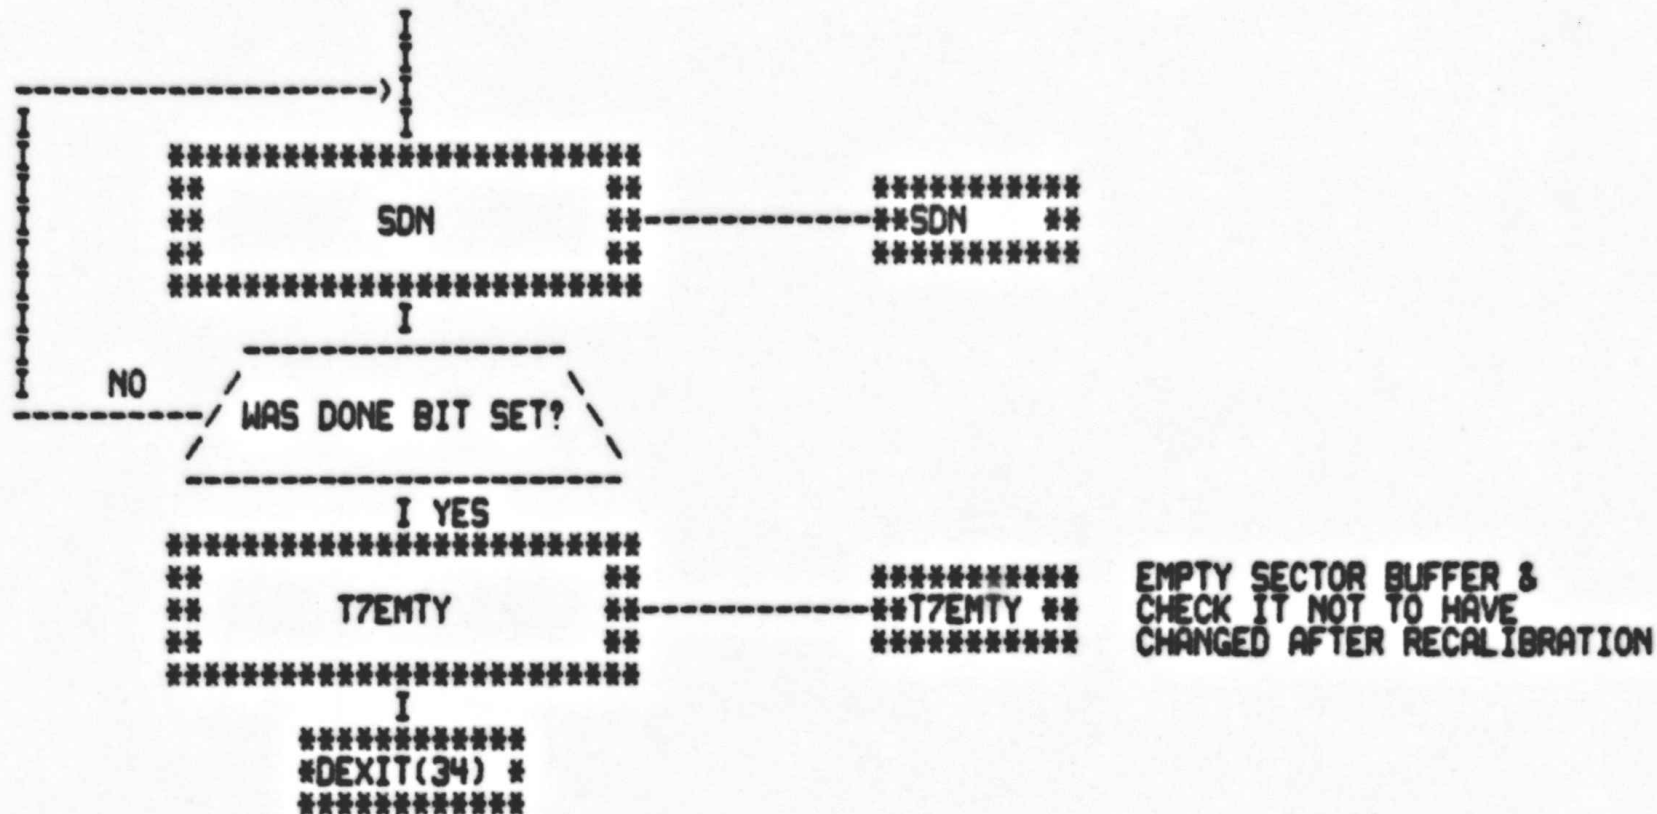 SDN
SDN
NO
WAS DONE BIT SET?
YES
T7EMTY
T7EMTY
EMPTY SECTOR BUFFER &
CHECK IT NOT TO HAVE
CHANGED AFTER RECALIBRATION
DEXIT(34)